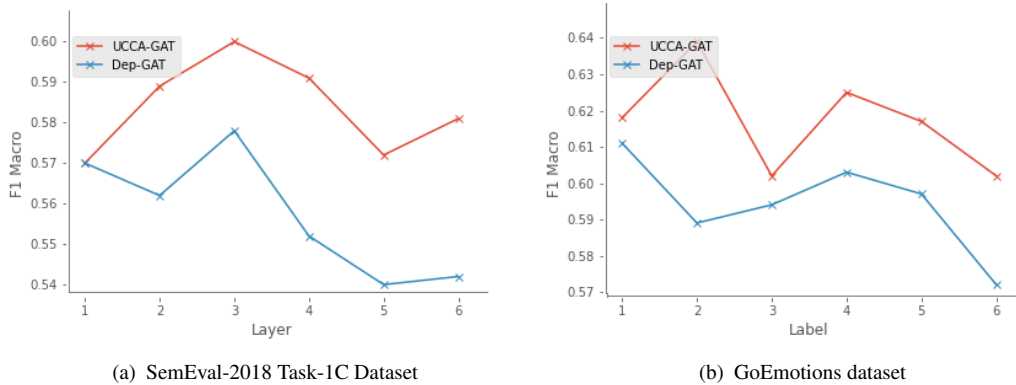 UCCA-GAT
Dep-GAT
0.60
0.59
0.58
0.57
0.56
0.55
0.54
F1 Macro
1 2 3 4 5 6
Layer
(a) SemEval-2018 Task-1C Dataset
UCCA-GAT
Dep-GAT
0.64
0.63
0.62
0.61
0.60
0.59
0.58
0.57
F1 Macro
1 2 3 4 5 6
Label
(b) GoEmotions dataset